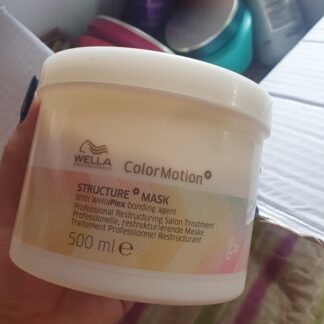 WELLA
PROFESSIONALS
ColorMotion+
STRUCTURE+ MASK
With WellaPlex bonding agent
Professional Restructuring Salon Treatment
Professionelle, restrukturierende Maske
Traitement Professionnel Restructurant
500 ml e